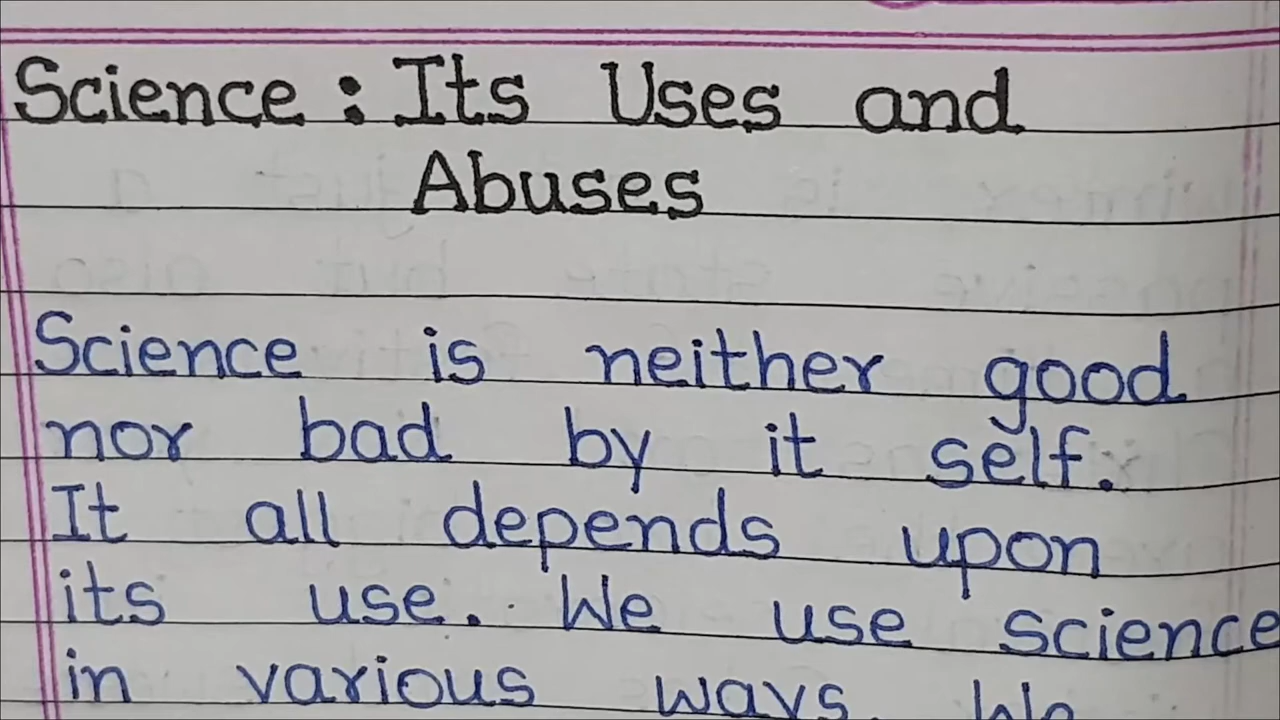 Science : Its Uses and
Abuses
Science is neither good
nor bad by it self.
It all depends upon
its use. We use science
in various ways. We